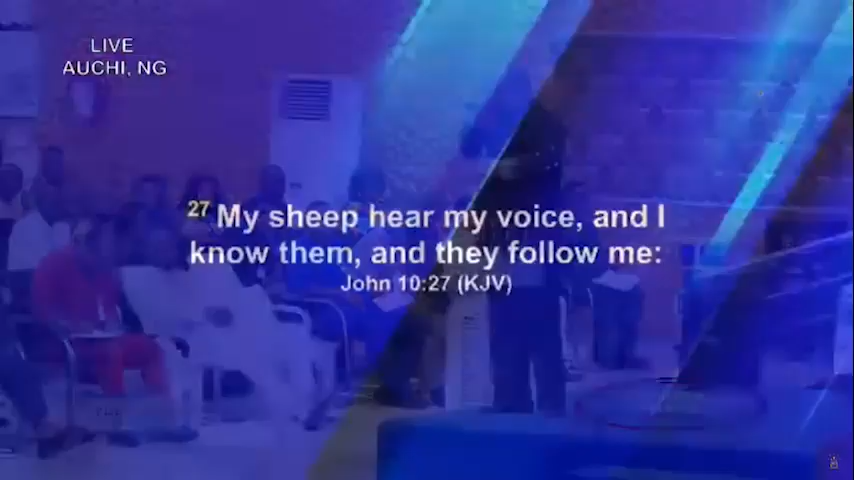 LIVE
AUCHI, NG
27 My sheep hear my voice, and I
know them, and they follow me:
John 10:27 (KJV)